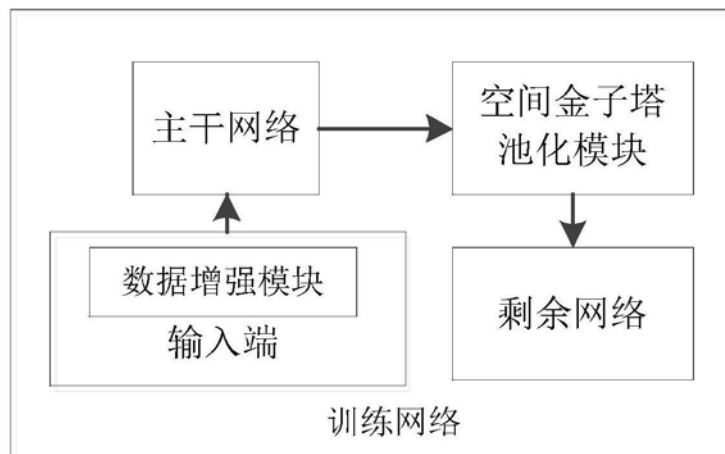 主干网络
空间金子塔
池化模块
数据增强模块
输入端
剩余网络
训练网络